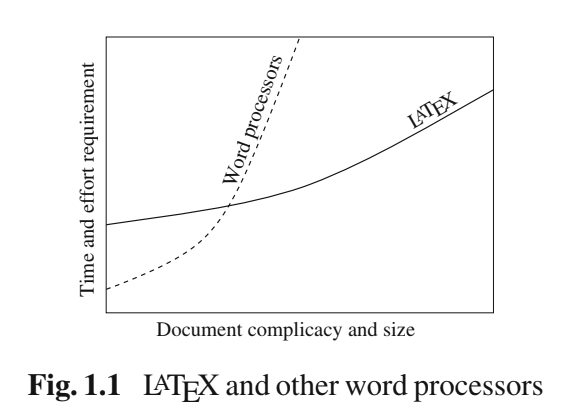 Time and effort requirement
Word processors
LATEX
Document complicacy and size
Fig. 1.1 LATEX and other word processors